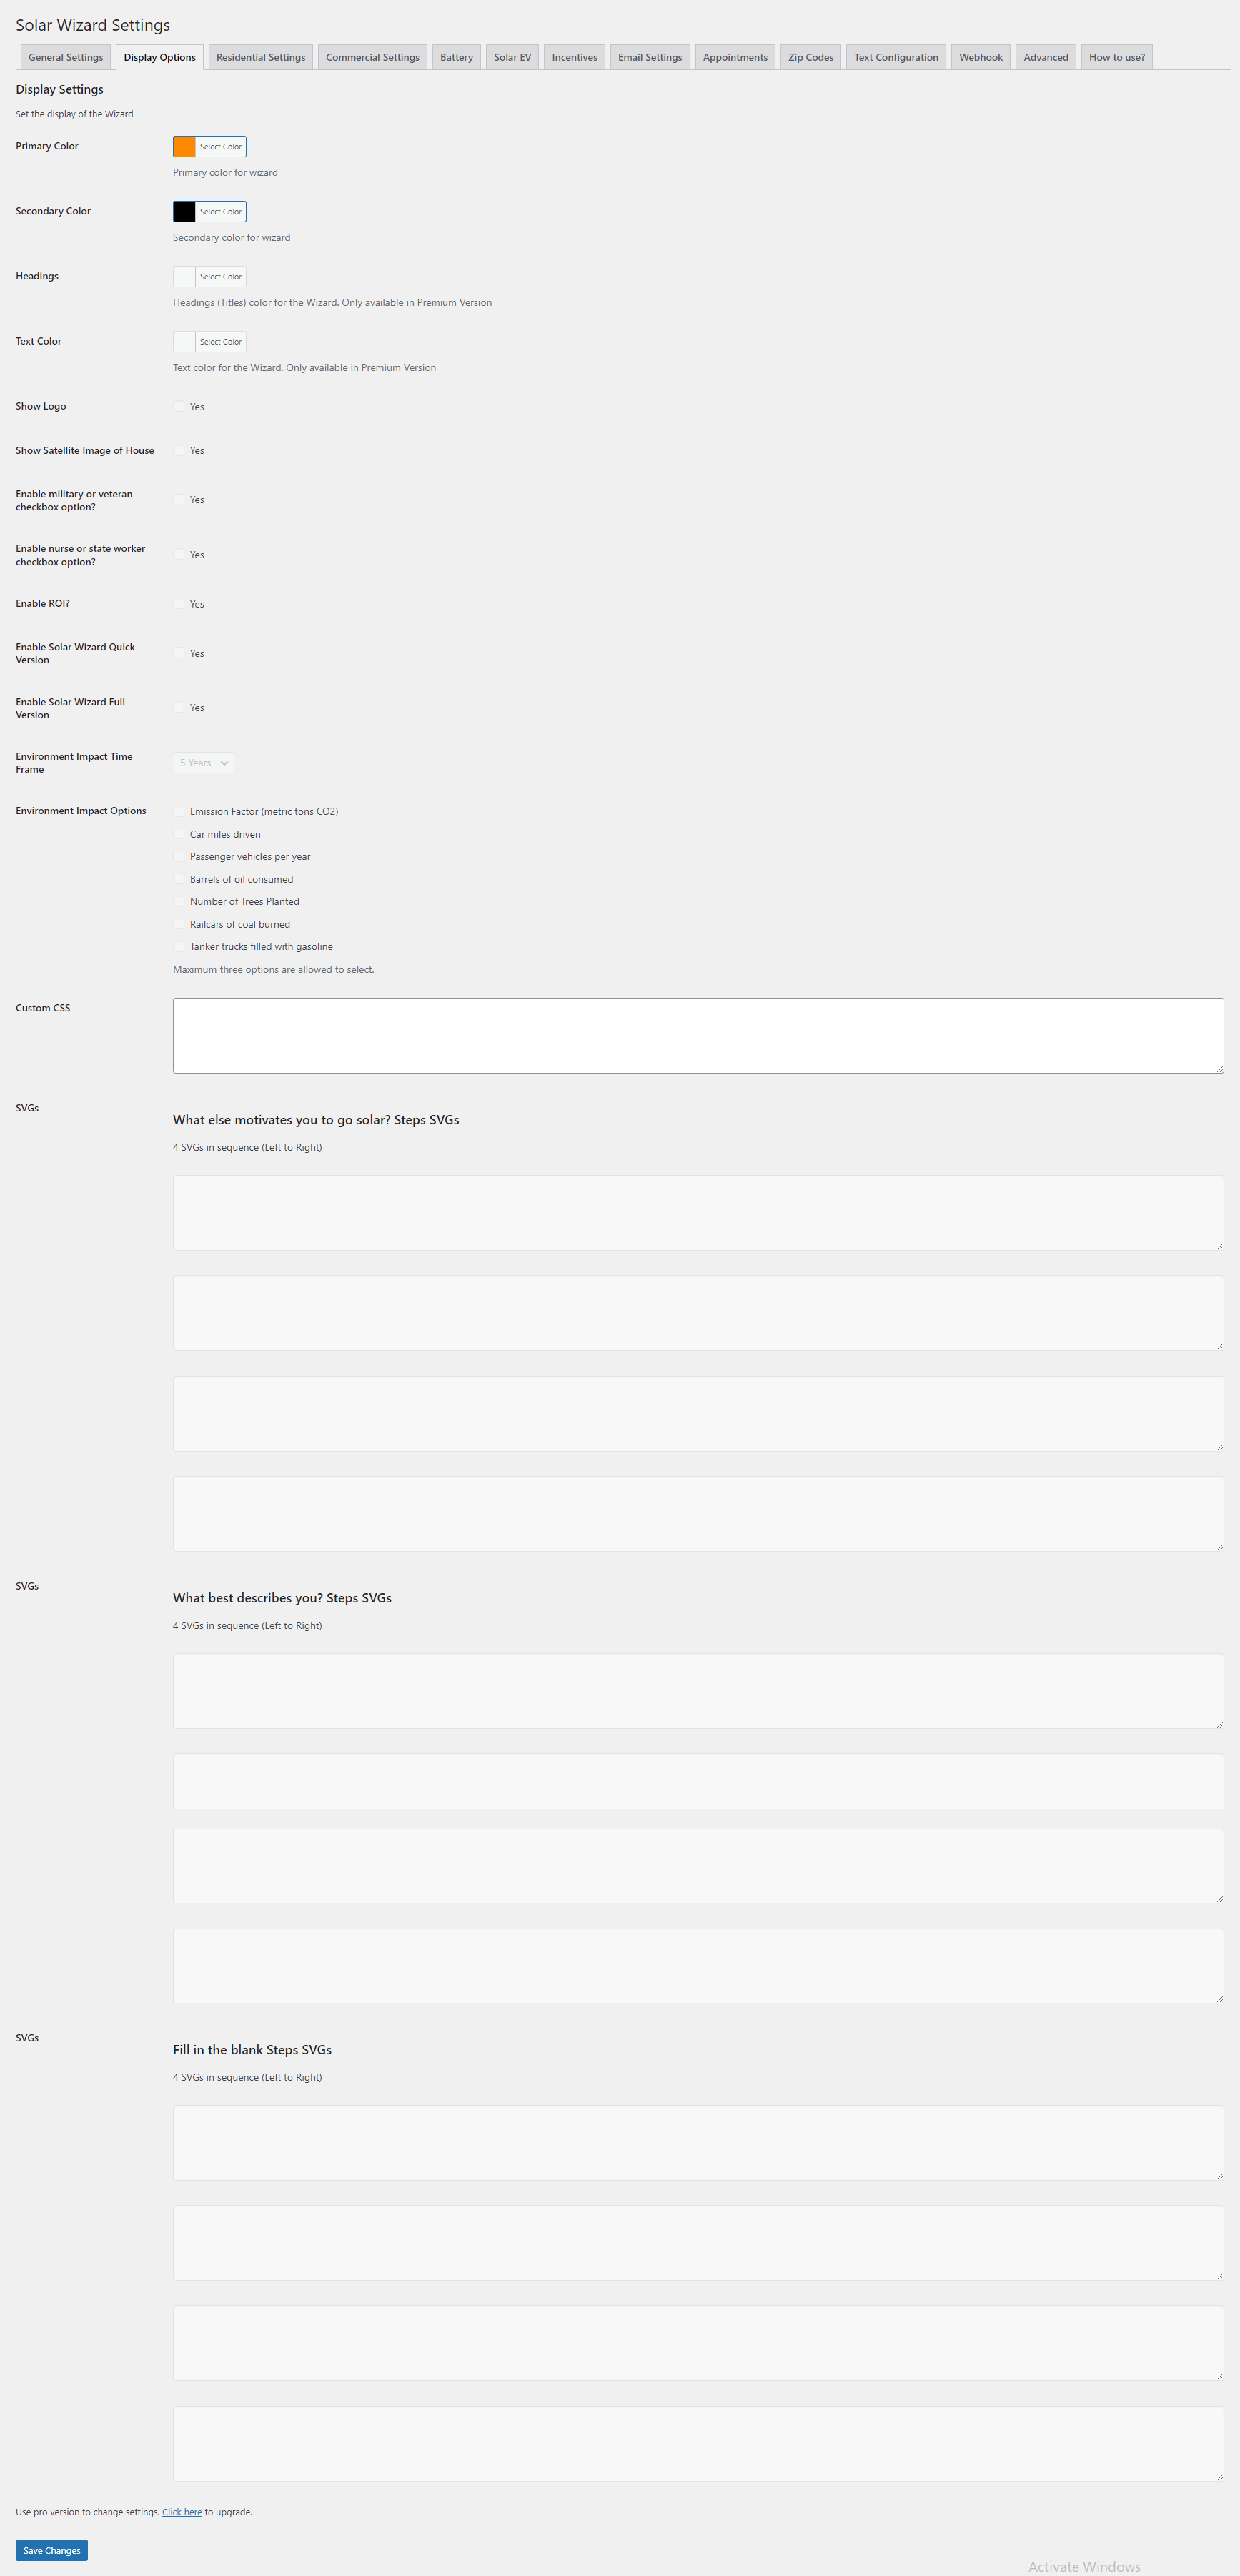 Solar Wizard Settings
General Settings Display Options Residential Settings Commercial Settings Battery Solar EV Incentives Email Settings Appointments Zip Codes Text Configuration Webhook Advanced How to use?
Display Settings
Set the display of the Wizard
Primary Color Select Color
Primary color for wizard
Secondary Color Select Color
Secondary color for wizard
Headings Select Color
Headings (Titles) color for the Wizard. Only available in Premium Version
Text Color Select Color
Text color for the Wizard. Only available in Premium Version
Show Logo Yes
Show Satellite Image of House Yes
Enable military or veteran
checkbox option? Yes
Enable nurse or state worker
checkbox option? Yes
Enable ROI? Yes
Enable Solar Wizard Quick
Version Yes
Enable Solar Wizard Full
Version Yes
Environment Impact Time
Frame 5 Years
Environment Impact Options Emission Factor (metric tons CO2)
Car miles driven
Passenger vehicles per year
Barrels of oil consumed
Number of Trees Planted
Railcars of coal burned
Tanker trucks filled with gasoline
Maximum three options are allowed to select.
Custom CSS
SVGs
What else motivates you to go solar? Steps SVGs
4 SVGs in sequence (Left to Right)
SVGs
What best describes you? Steps SVGs
4 SVGs in sequence (Left to Right)
SVGs
Fill in the blank Steps SVGs
4 SVGs in sequence (Left to Right)
Use pro version to change settings. Click here to upgrade.
Save Changes
Activate Windows